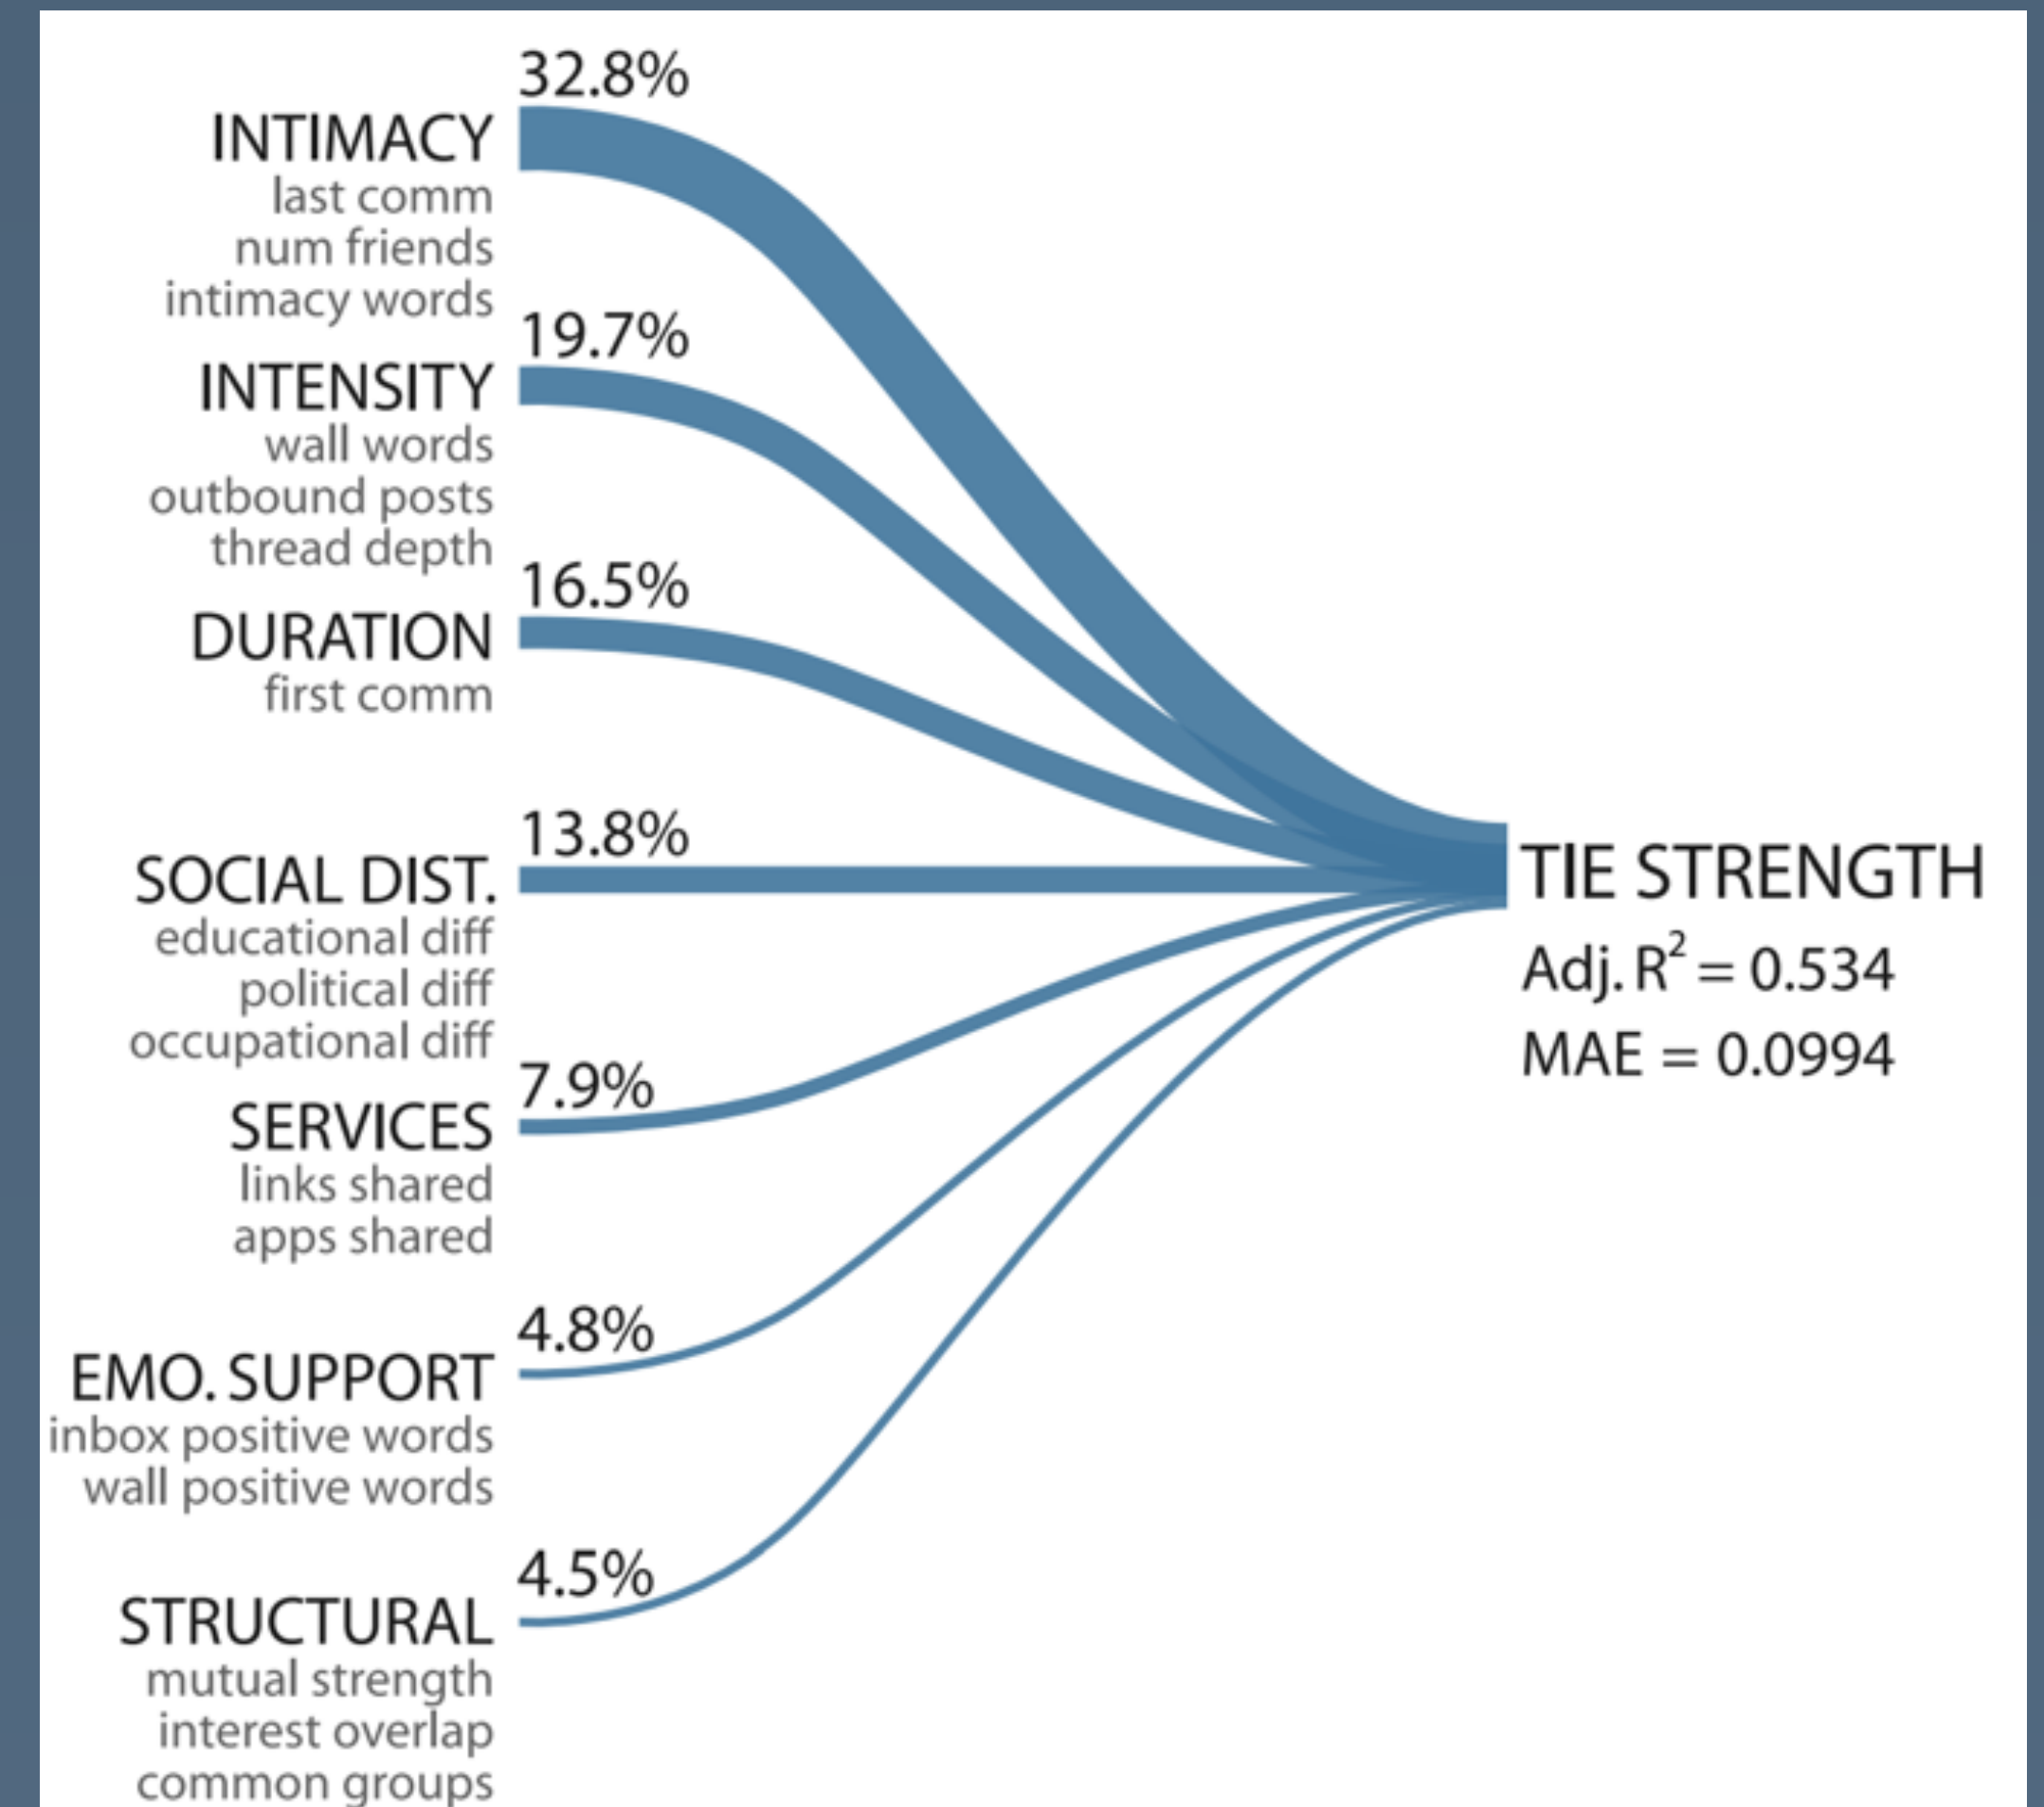 32.8%
INTIMACY
last comm
num friends
intimacy words
19.7%
INTENSITY
wall words
outbound posts
thread depth
16.5%
DURATION
first comm
13.8%
SOCIAL DIST.
educational diff
political diff
occupational diff
7.9%
SERVICES
links shared
apps shared
4.8%
EMO. SUPPORT
inbox positive words
wall positive words
4.5%
STRUCTURAL
mutual strength
interest overlap
common groups
TIE STRENGTH
Adj. R² = 0.534
MAE = 0.0994